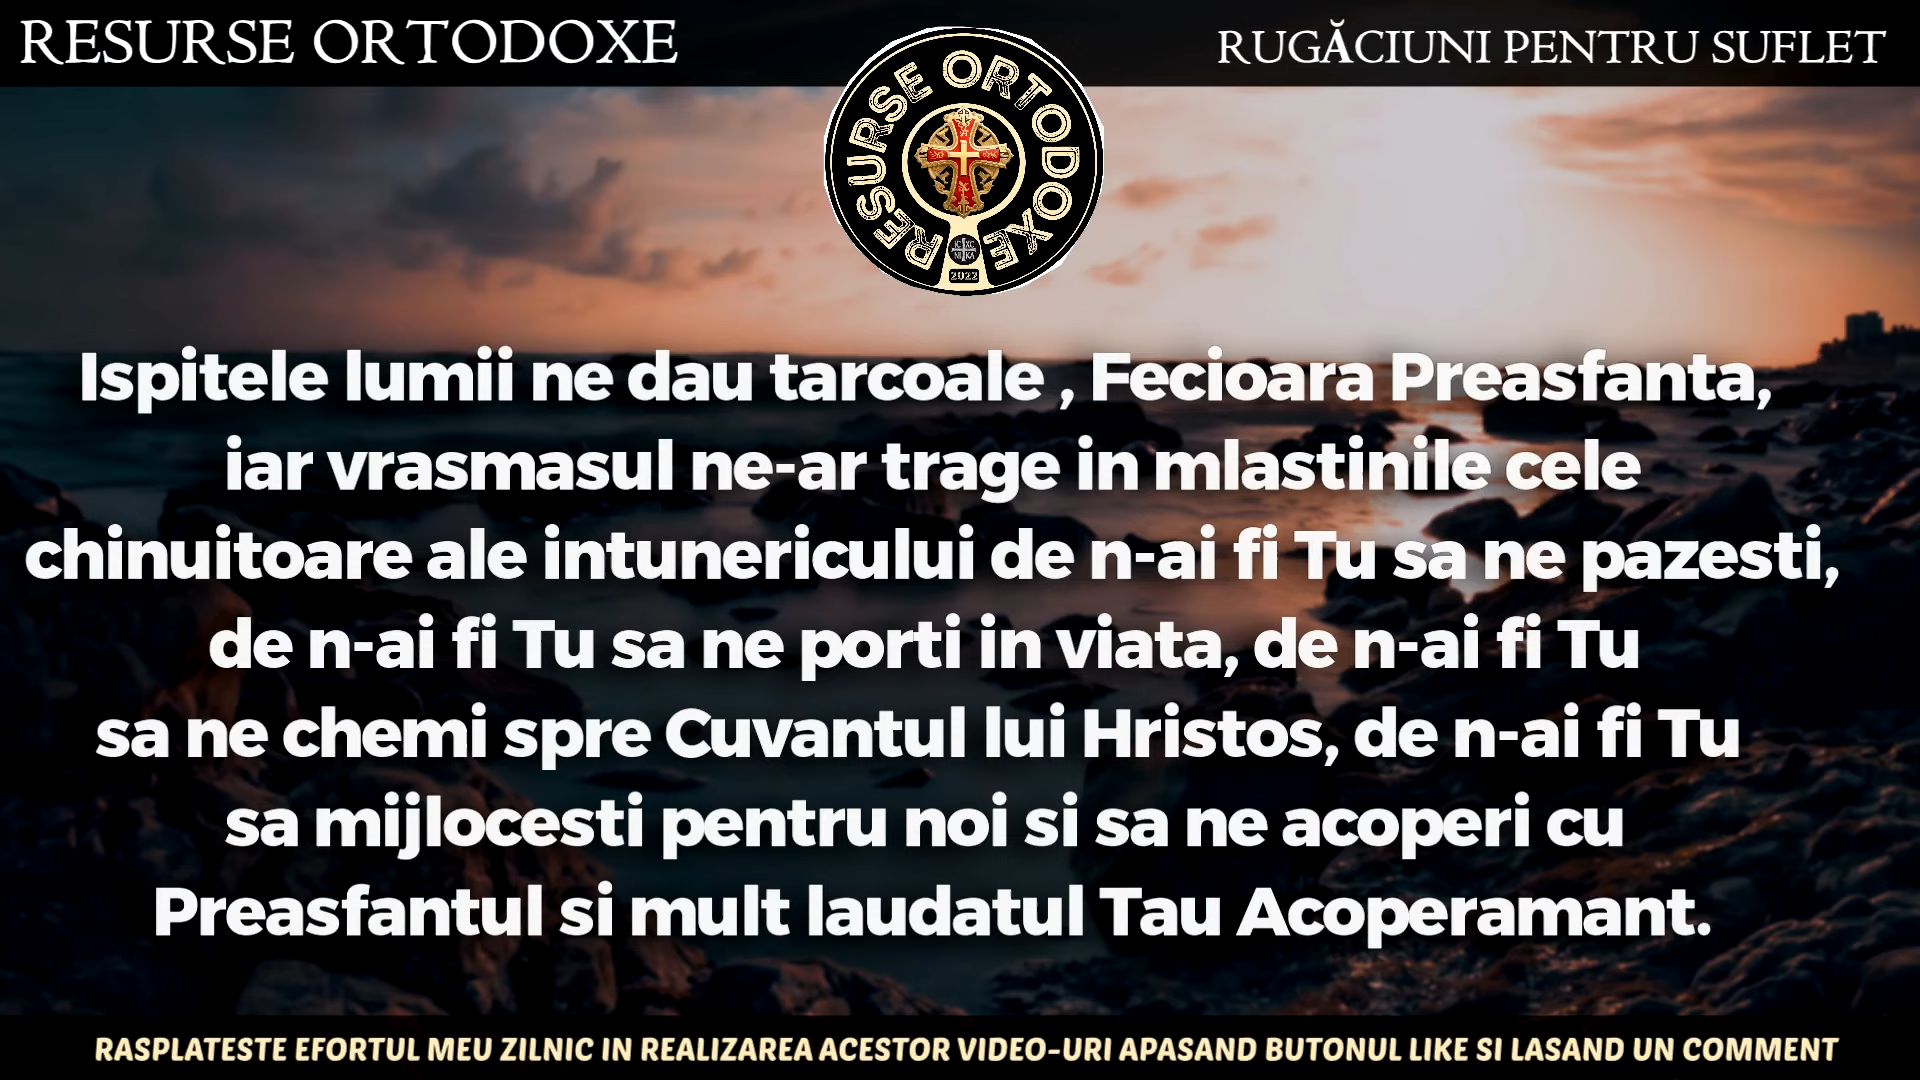 RESURSE ORTODOXE
RUGĂCIUNI PENTRU SUFLET
RESURSE ORTODOXE
IC XC
NI KA
2022
Ispitele lumii ne dau tarcoale , Fecioara Preasfanta,
iar vrasmasul ne-ar trage in mlastinile cele
chinuitoare ale intunericului de n-ai fi Tu sa ne pazesti,
de n-ai fi Tu sa ne porti in viata, de n-ai fi Tu
sa ne chemi spre Cuvantul lui Hristos, de n-ai fi Tu
sa mijlocesti pentru noi si sa ne acoperi cu
Preasfantul si mult laudatul Tau Acoperamant.
RASPLATESTE EFORTUL MEU ZILNIC IN REALIZAREA ACESTOR VIDEO-URI APASAND BUTONUL LIKE SI LASAND UN COMMENT